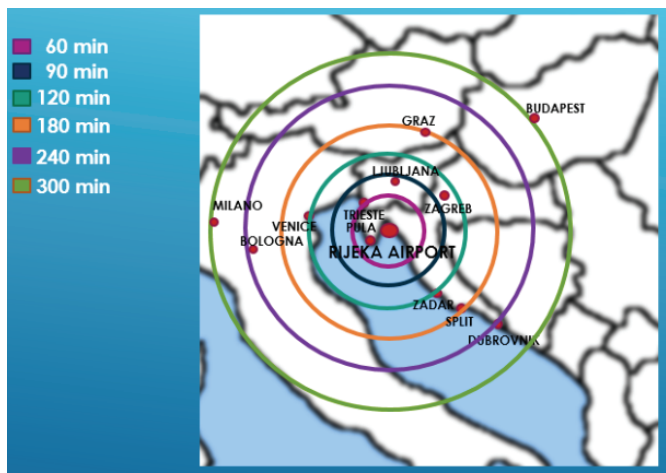 60 min
90 min
120 min
180 min
240 min
300 min
GRAZ
BUDAPEST
LJUBLJANA
MILANO
TRIESTE
ZAGREB
VENICE
PULA
BOLOGNA
RIJEKA AIRPORT
ZADAR
SPLIT
DUBROVNIK